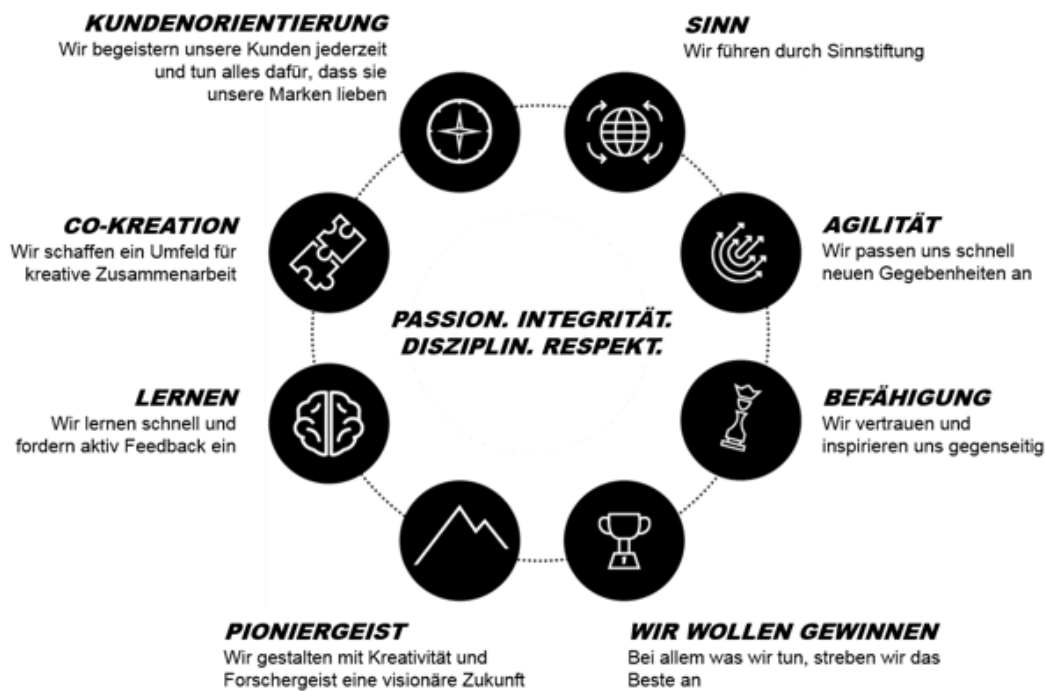 KUNDENORIENTIERUNG
Wir begeistern unsere Kunden jederzeit
und tun alles dafür, dass sie
unsere Marken lieben
SINN
Wir führen durch Sinnstiftung
CO-KREATION
Wir schaffen ein Umfeld für
kreative Zusammenarbeit
AGILITÄT
Wir passen uns schnell
neuen Gegebenheiten an
PASSION. INTEGRITÄT.
DISZIPLIN. RESPEKT.
LERNEN
Wir lernen schnell und
fordern aktiv Feedback ein
BEFÄHIGUNG
Wir vertrauen und
inspirieren uns gegenseitig
1
PIONIERGEIST
Wir gestalten mit Kreativität und
Forschergeist eine visionäre Zukunft
WIR WOLLEN GEWINNEN
Bei allem was wir tun, streben wir das
Beste an